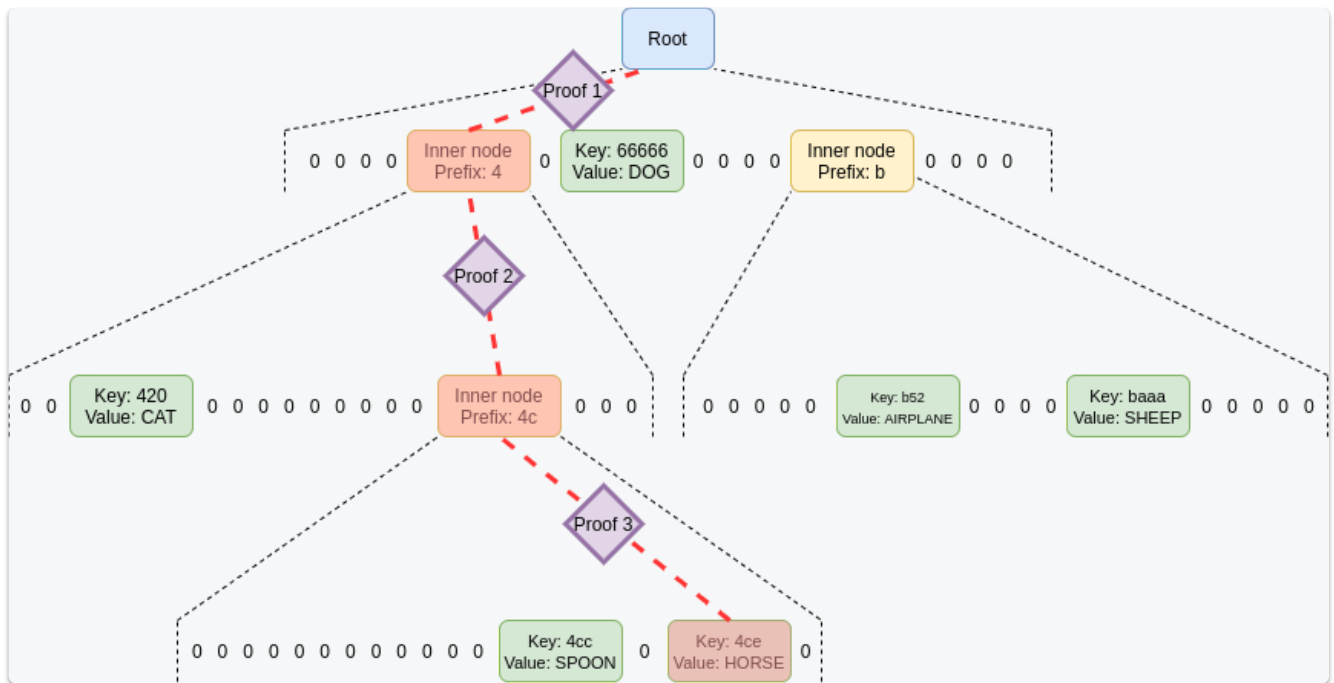 Root
Proof 1
0 0 0 0
Inner node
Prefix: 4
0
Key: 66666
Value: DOG
0 0 0 0
Inner node
Prefix: b
0 0 0 0
Proof 2
0 0
Key: 420
Value: CAT
0 0 0 0 0 0 0 0 0
Inner node
Prefix: 4c
0 0 0
0 0 0 0 0
Key: b52
Value: AIRPLANE
0 0 0 0
Key: baaa
Value: SHEEP
0 0 0 0 0
Proof 3
0 0 0 0 0 0 0 0 0 0 0 0
Key: 4cc
Value: SPOON
0
Key: 4ce
Value: HORSE
0